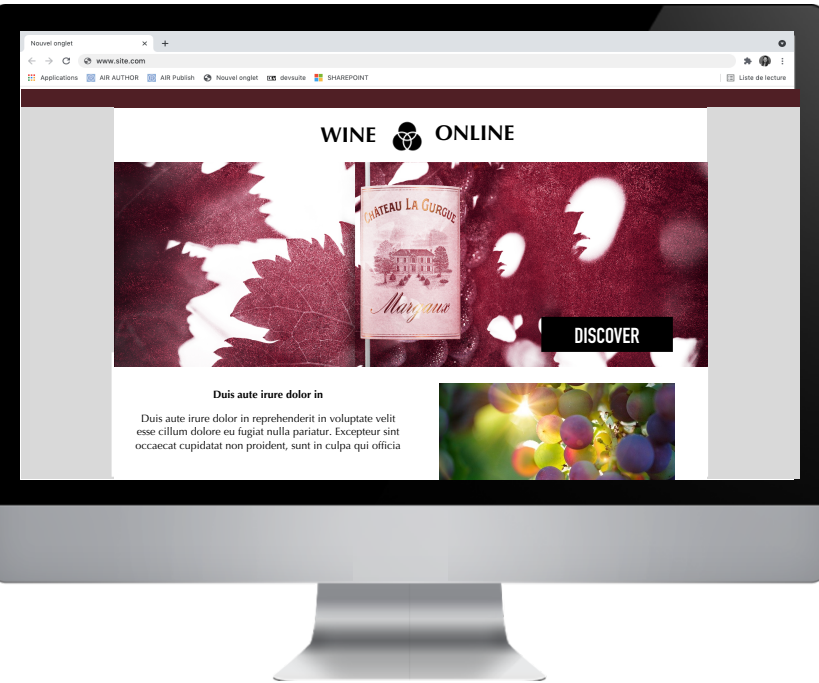 Nouvel onglet
www.site.com
Applications AIR AUTHOR AIR Publish Nouvel onglet devsuite SHAREPOINT Liste de lecture
WINE ONLINE
CHÂTEAU LA GURGUE
Margaux
DISCOVER
Duis aute irure dolor in
Duis aute irure dolor in reprehenderit in voluptate velit
esse cillum dolore eu fugiat nulla pariatur. Excepteur sint
occaecat cupidatat non proident, sunt in culpa qui officia